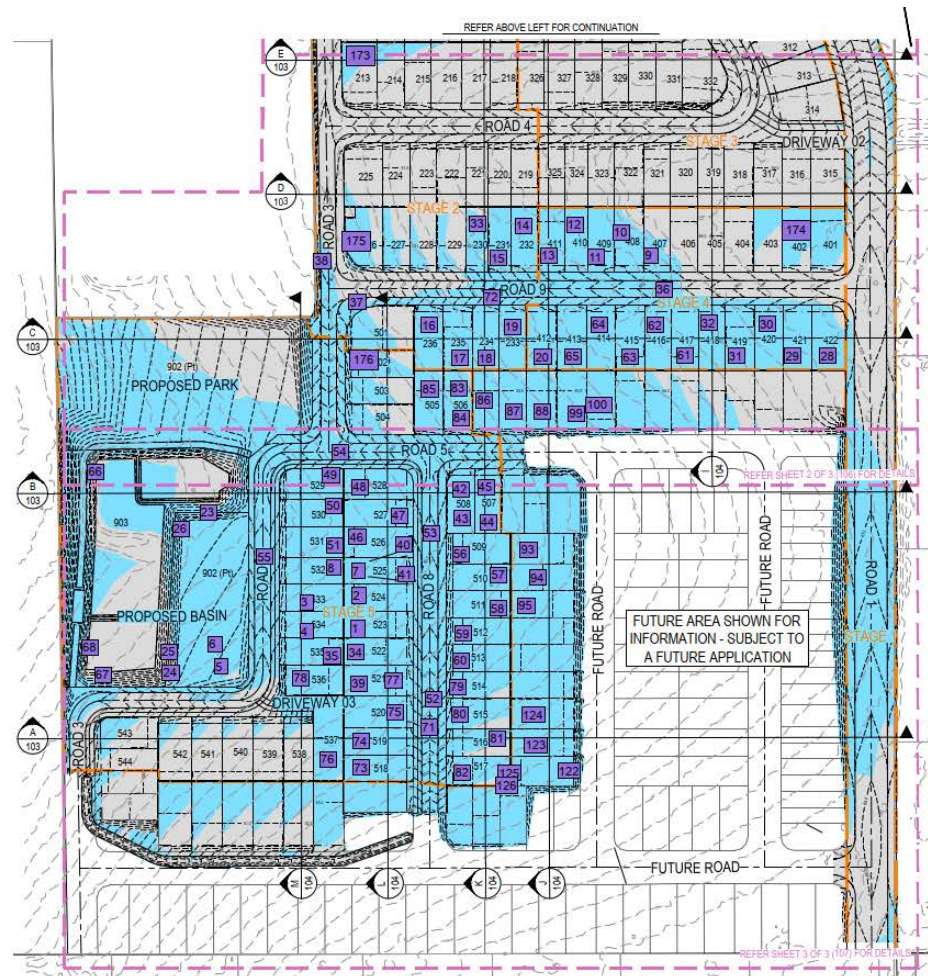 REFER ABOVE LEFT FOR CONTINUATION
E
103
173
213 214 215 216 217 218 326 327 328 329 330 331 332
312
313
314
ROAD 4
STAGE 3
DRIVEWAY 02
225 224 223 222 221 220 219 325 324 323 322 321 320 319 318 317 316 315
D
103
STAGE 2
ROAD 3
33 14 12 10 174
175
227 228 229 230 231 232 411 410 409 408 407 406 405 404 403 402 401
15 13 11 9
38
ROAD 9
72
36
37
STAGE 4
16 19 64 62 32 30
501
236 235 234 233 412 413 414 415 416 417 418 419 420 421 422
C
103
17 18 20 65 63 61 31 29 28
176
902 (Pt)
PROPOSED PARK
503
504
85 83
505 506
86
84
87 88 99 100
54
ROAD 5
REFER SHEET 2 OF 3 (106) FOR DETAILS
I
104
66
B
103
49
529
48
528
42 45
508 507
50
530
527
47
43 44
23
26
903
902 (Pt)
53
531
51
46
526
40
509
56
93
55
532
8
7
525
41
510
57
94
ROAD 8
2
524
3
511
58
95
PROPOSED BASIN
STAGE 5
FUTURE ROAD
FUTURE ROAD
ROAD 1
FUTURE AREA SHOWN FOR
INFORMATION - SUBJECT TO
A FUTURE APPLICATION
4
1
523
59
512
6
5
68
25
535
35
34
522
60
513
67
24
78
536
39
77
79
514
DRIVEWAY 03
52
75
520
80
515
124
71
A
103
ROAD 3
543
544
542 541 540 539 538
537
74
519
516
81
123
76
73
518
82
517
125
122
126
FUTURE ROAD
M
104
L
104
K
104
J
104
REFER SHEET 3 OF 3 (107) FOR DETAILS